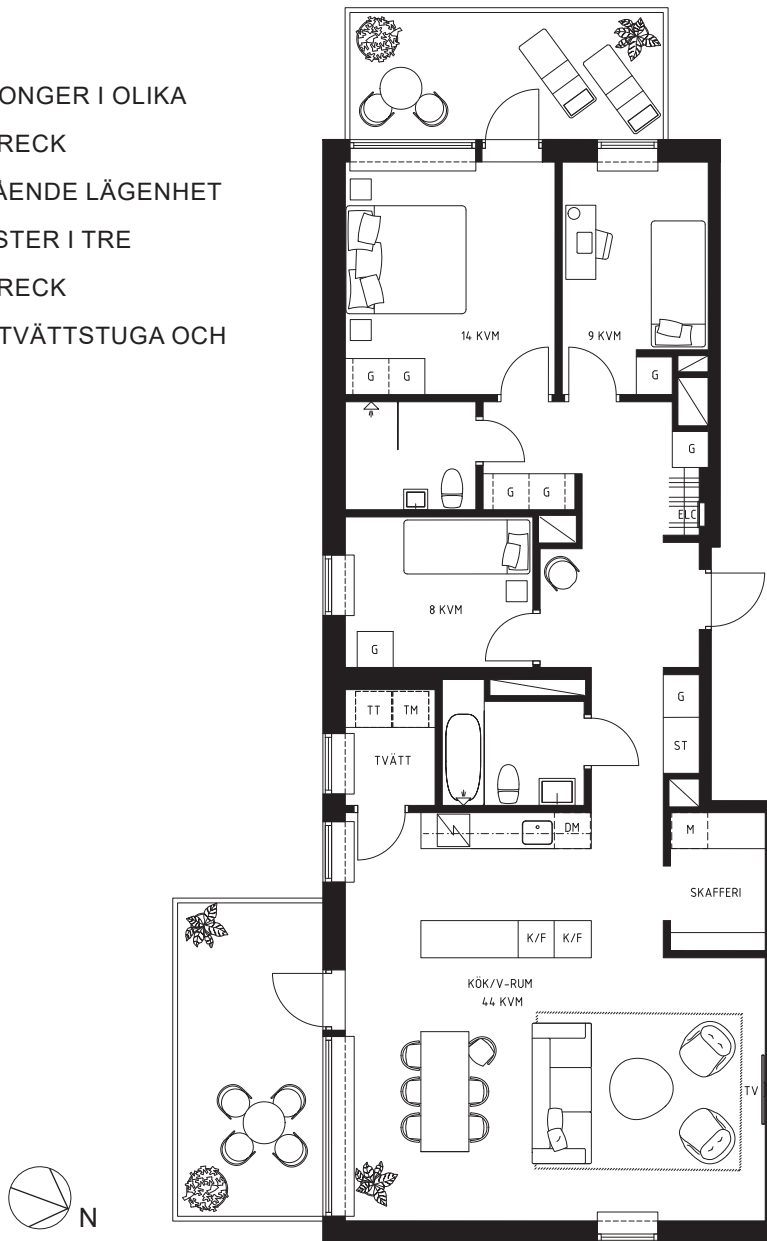 ONGER I OLIKA
RECK
ÅENDE LÄGENHET
STER I TRE
RECK
TVÄTTSTUGA OCH
14 KVM
9 KVM
G G
G
G
G G
ELC
8 KVM
G
TT TM
G
ST
TVÄTT
DM
M
SKAFFERI
K/F K/F
KÖK/V-RUM
44 KVM
TV
N